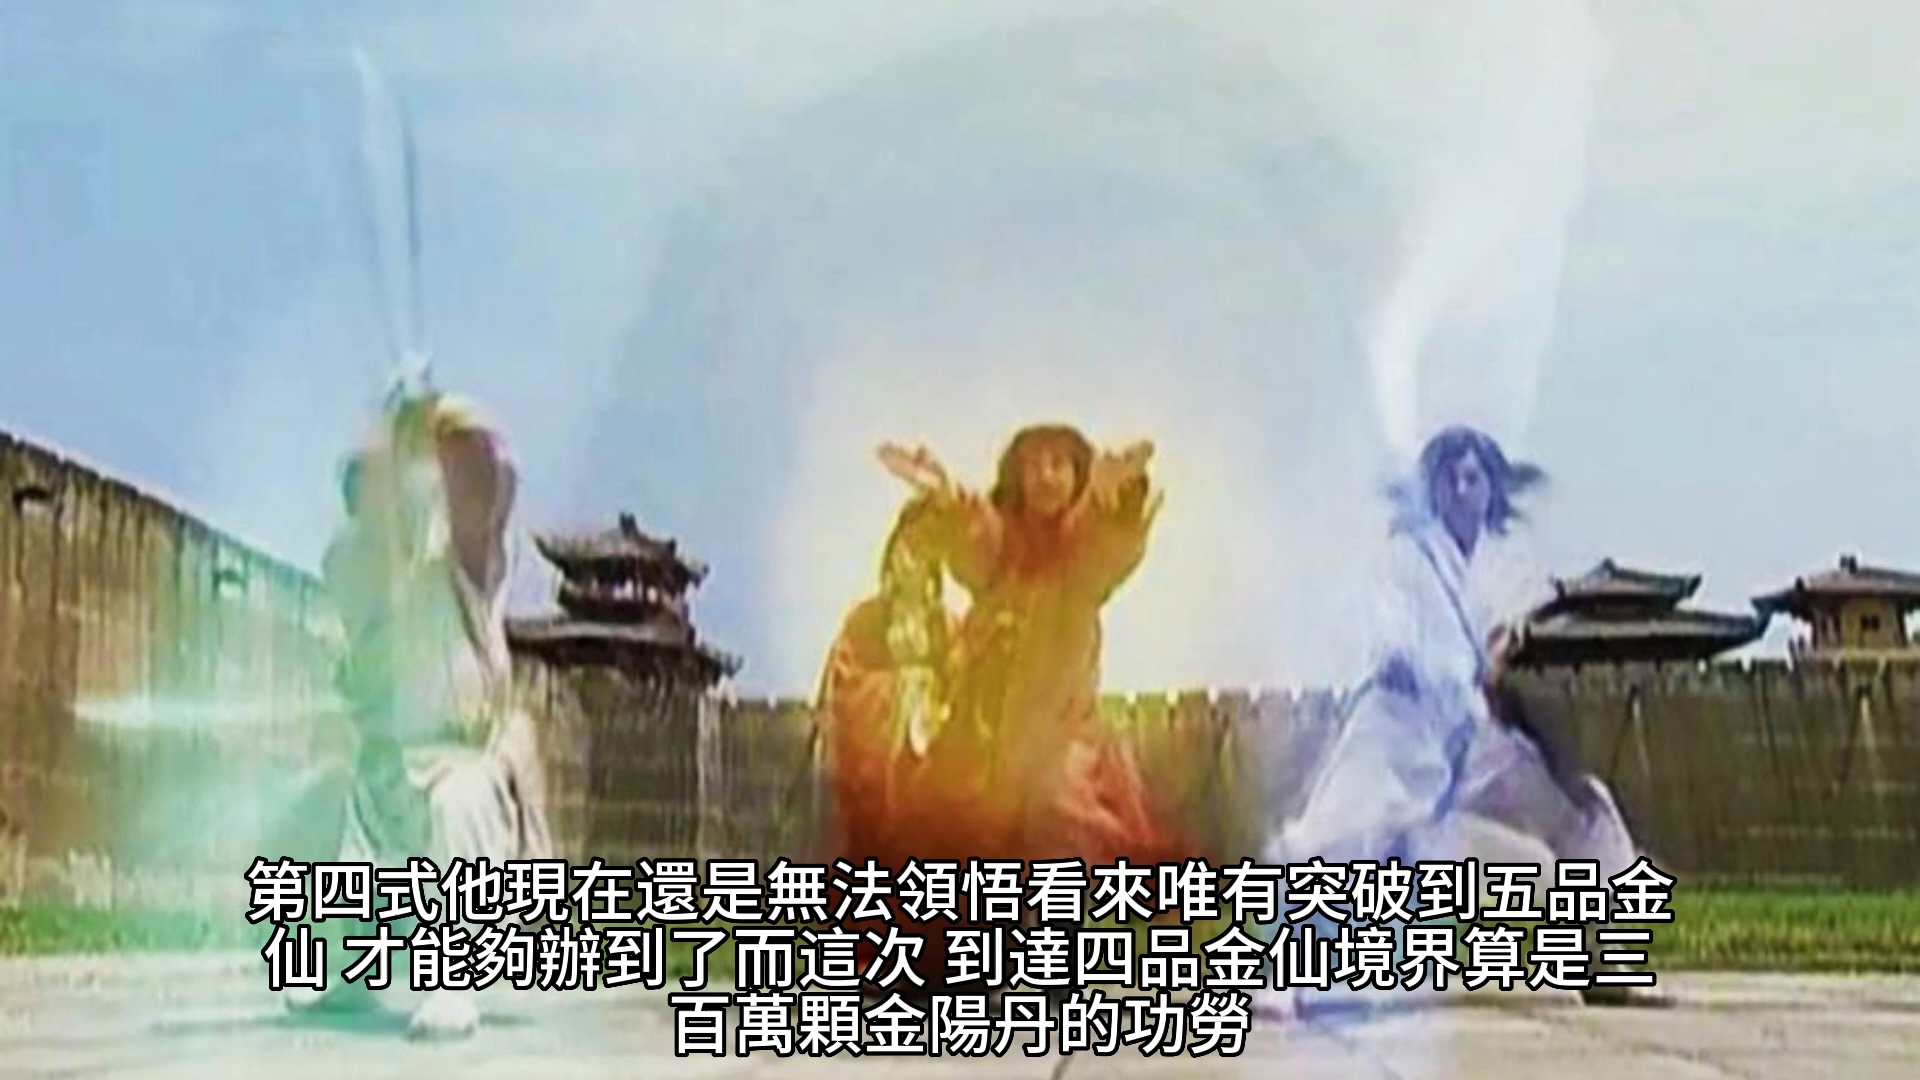 第四式他現在還是無法領悟看來唯有突破到五品金
仙 才能夠辦到了而這次 到達四品金仙境界算是三
百萬顆金陽丹的功勞